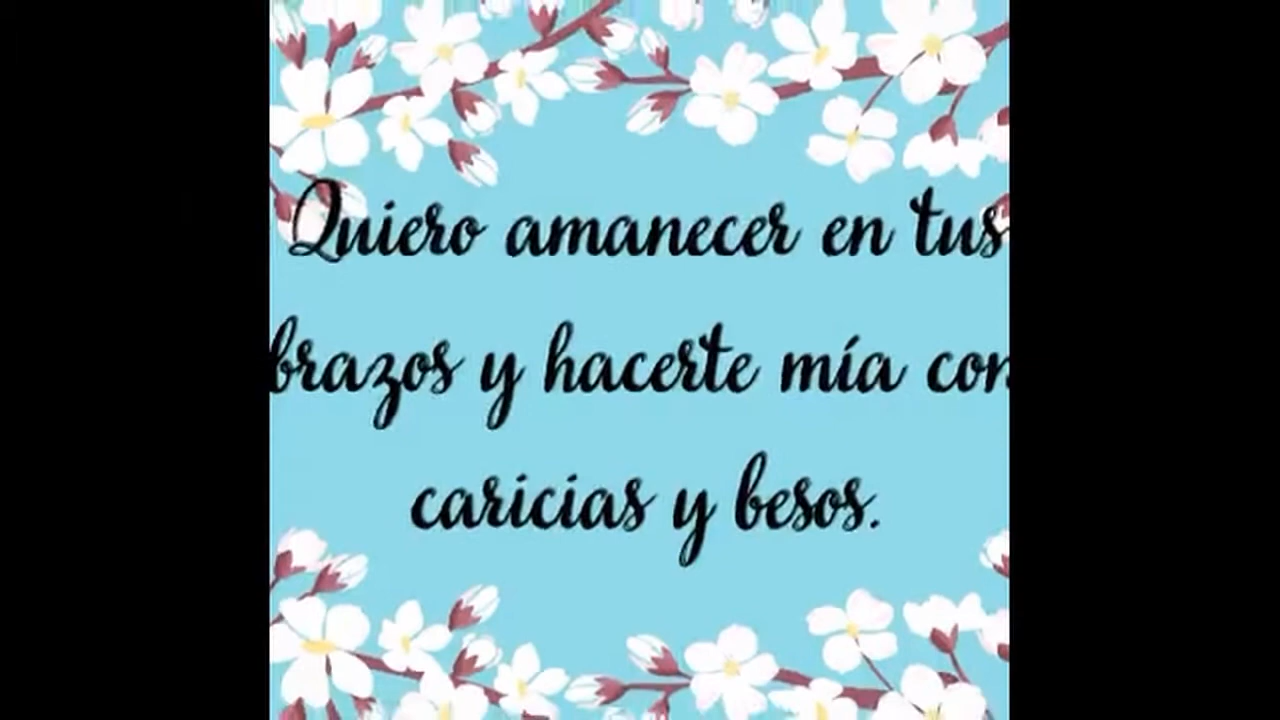 Quiero amanecer en tus
brazos y hacerte mía con
caricias y besos.